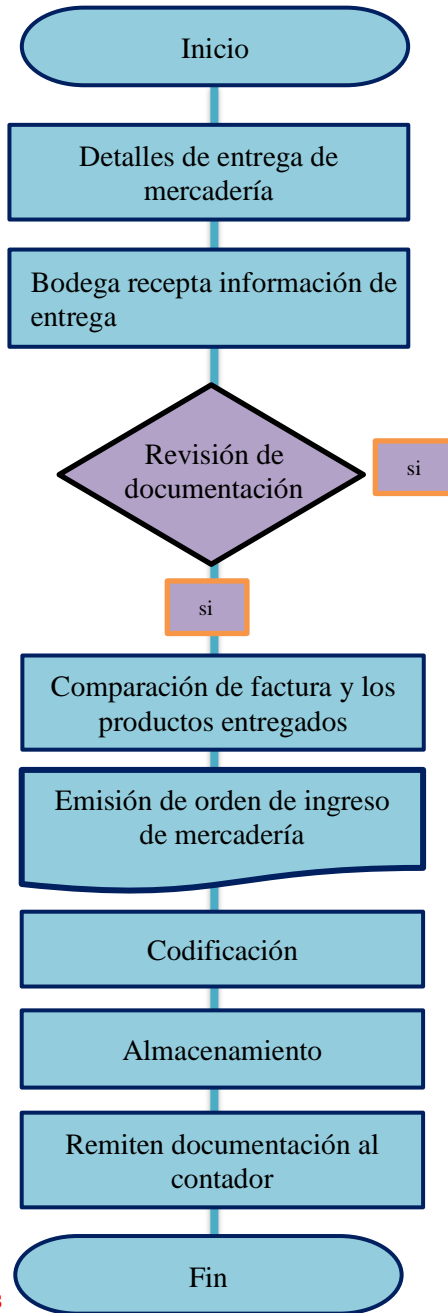 Inicio
Detalles de entrega de
mercadería
Bodega recepta información de
entrega
Revisión de
documentación
si
si
Comparación de factura y los
productos entregados
Emisión de orden de ingreso
de mercadería
Codificación
Almacenamiento
Remiten documentación al
contador
Fin